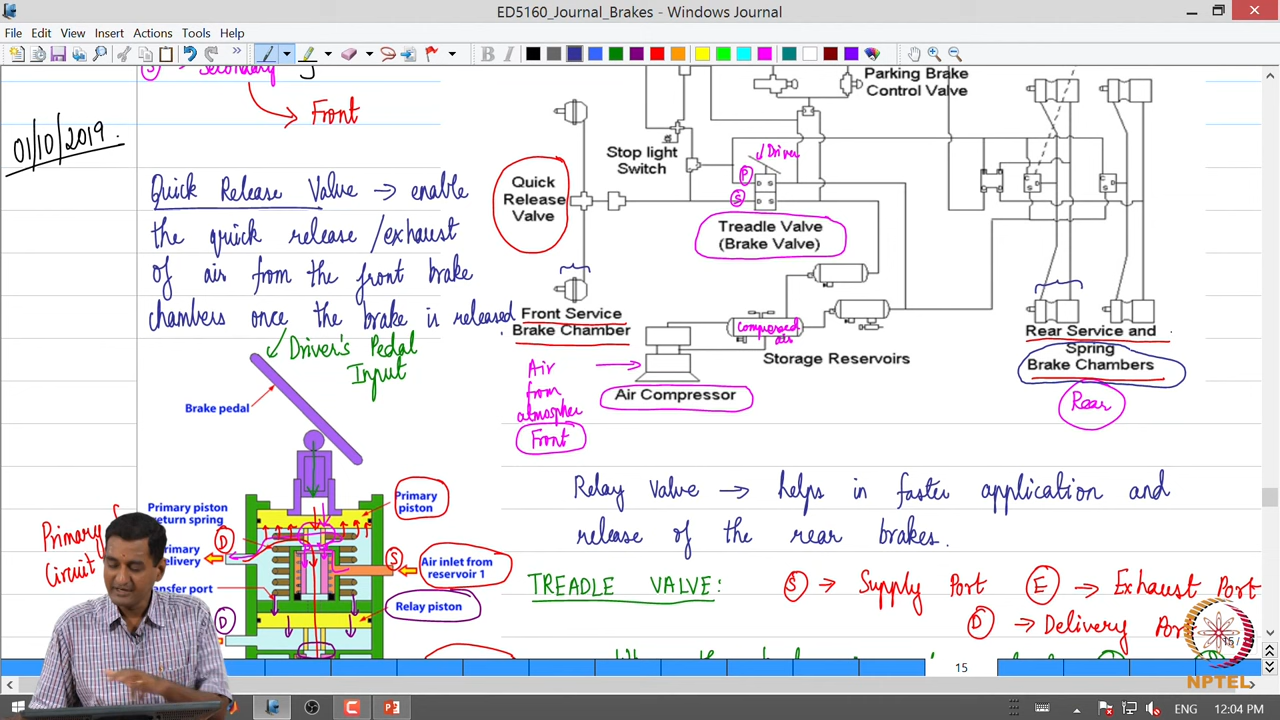 ED5160_Journal_Brakes - Windows Journal
File Edit View Insert Actions Tools Help
B I
S → Secondary
Front
01/10/2019.
Quick Release Valve → enable
the quick release /exhaust
of air from the front brake
chambers once the brake is released.
Driver's Pedal
Input
Brake pedal
Primary piston
return spring
Primary
piston
Primary
Circuit
D
delivery
S
Air inlet from
reservoir 1
port
Relay piston
D
Parking Brake
Control Valve
Stop light
Switch
Driver
P
S
Quick
Release
Valve
Treadle Valve
(Brake Valve)
Front Service
Brake Chamber
Compressed
air
Storage Reservoirs
Air
from
atmospher
Front
Air Compressor
Rear Service and
Spring
Brake Chambers
Rear
Relay Valve → helps in faster application and
release of the rear brakes.
TREADLE VALVE: S → Supply Port E → Exhaust Port
D → Delivery Port
15
NPTEL
ENG 12:04 PM